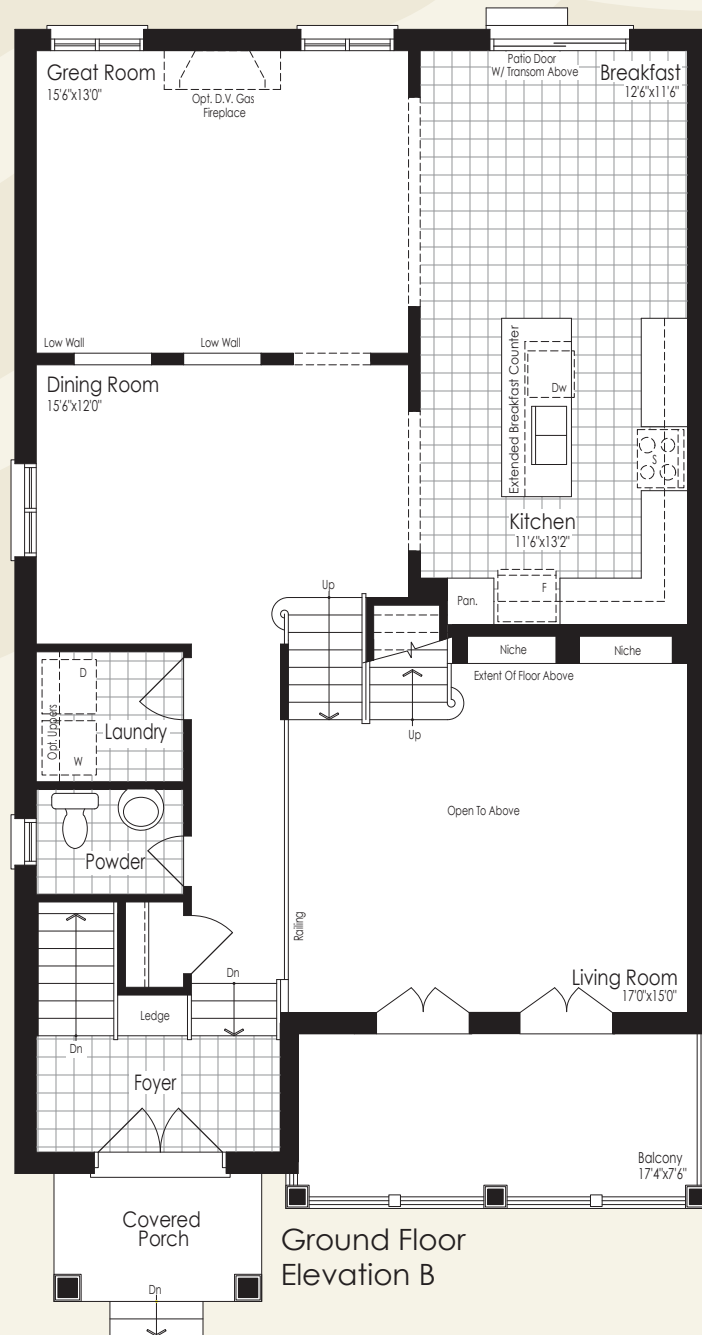 Great Room
15'6"x13'0"
Opt. D.V. Gas
Fireplace
Patio Door
W/ Transom Above
Breakfast
12'6"x11'6"
Low Wall
Low Wall
Dining Room
15'6"x12'0"
Extended Breakfast Counter
Dw
S
Kitchen
11'6"x13'2"
Pan.
F
Up
Niche
Niche
Extent Of Floor Above
Up
D
Opt. Uppers
Laundry
W
Open To Above
Powder
Railing
Dn
Living Room
17'0"x15'0"
Ledge
Dn
Foyer
Balcony
17'4"x7'6"
Covered
Porch
Dn
Ground Floor
Elevation B